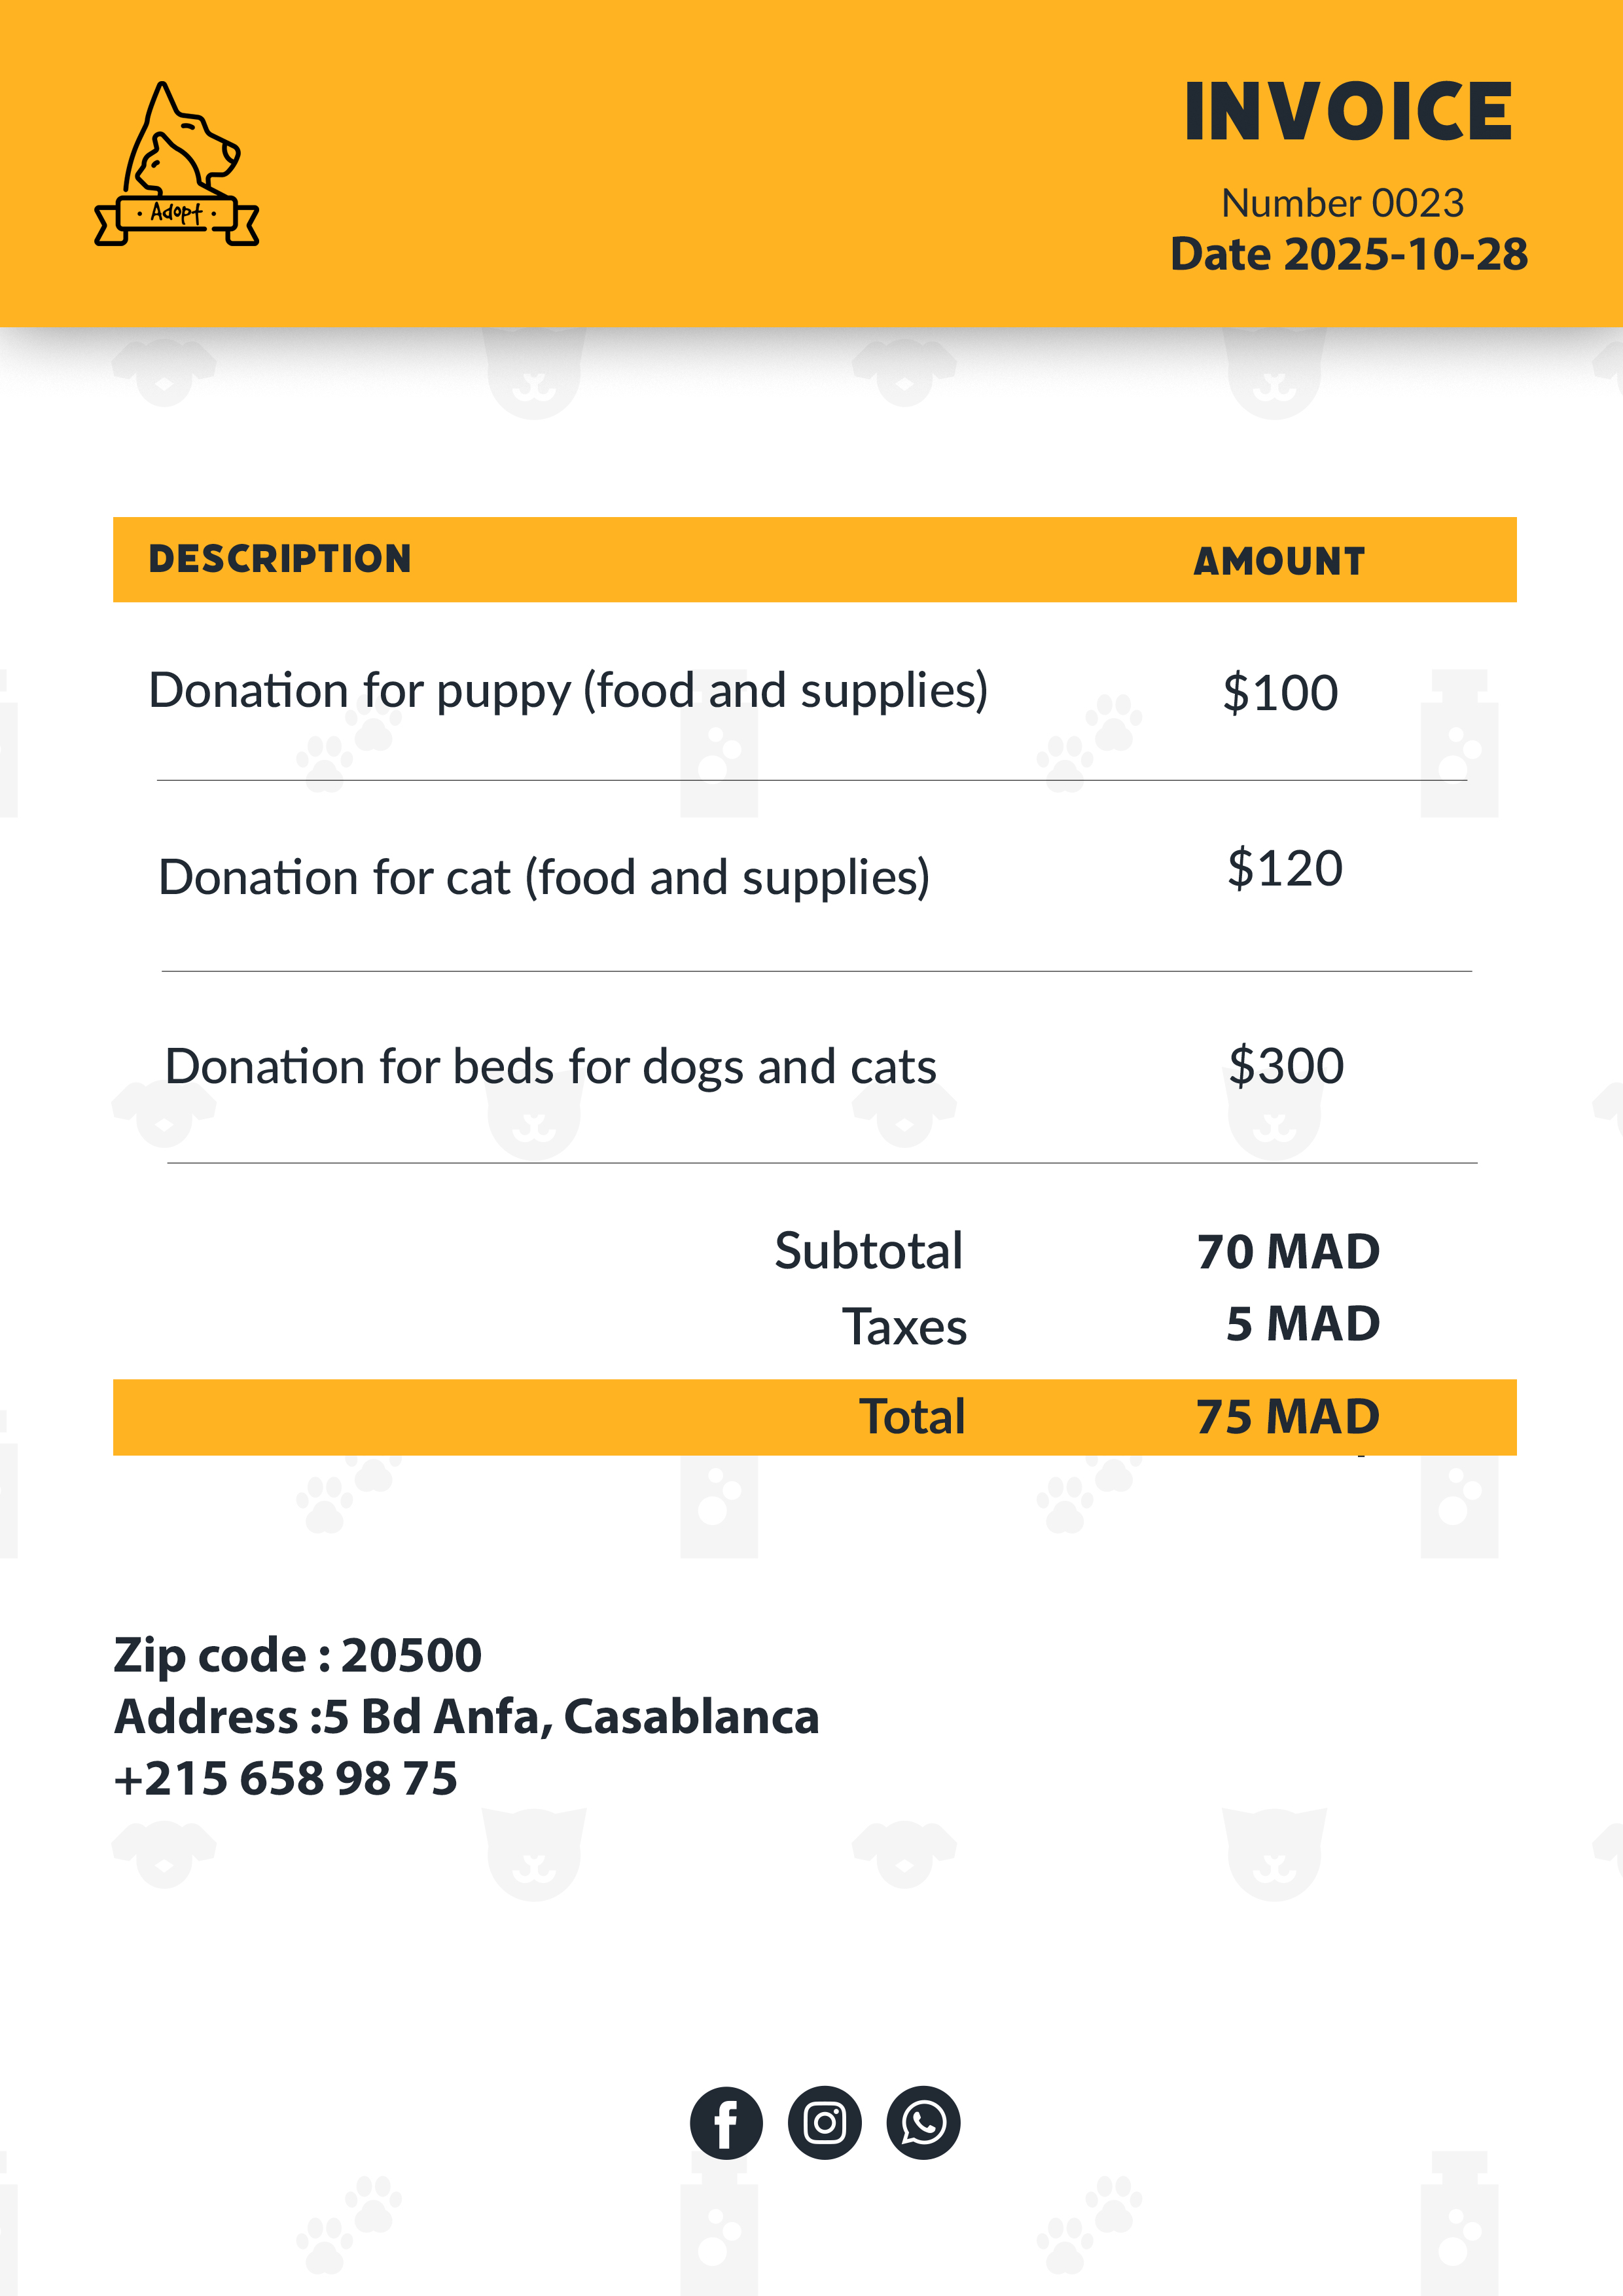 INVOICE
Number 0023
Date 2025-10-28
· Adopt ·
DESCRIPTION AMOUNT
Donation for puppy (food and supplies) $100
Donation for cat (food and supplies) $120
Donation for beds for dogs and cats $300
Subtotal 70 MAD
Taxes 5 MAD
Total 75 MAD
Zip code : 20500
Address :5 Bd Anfa, Casablanca
+215 658 98 75